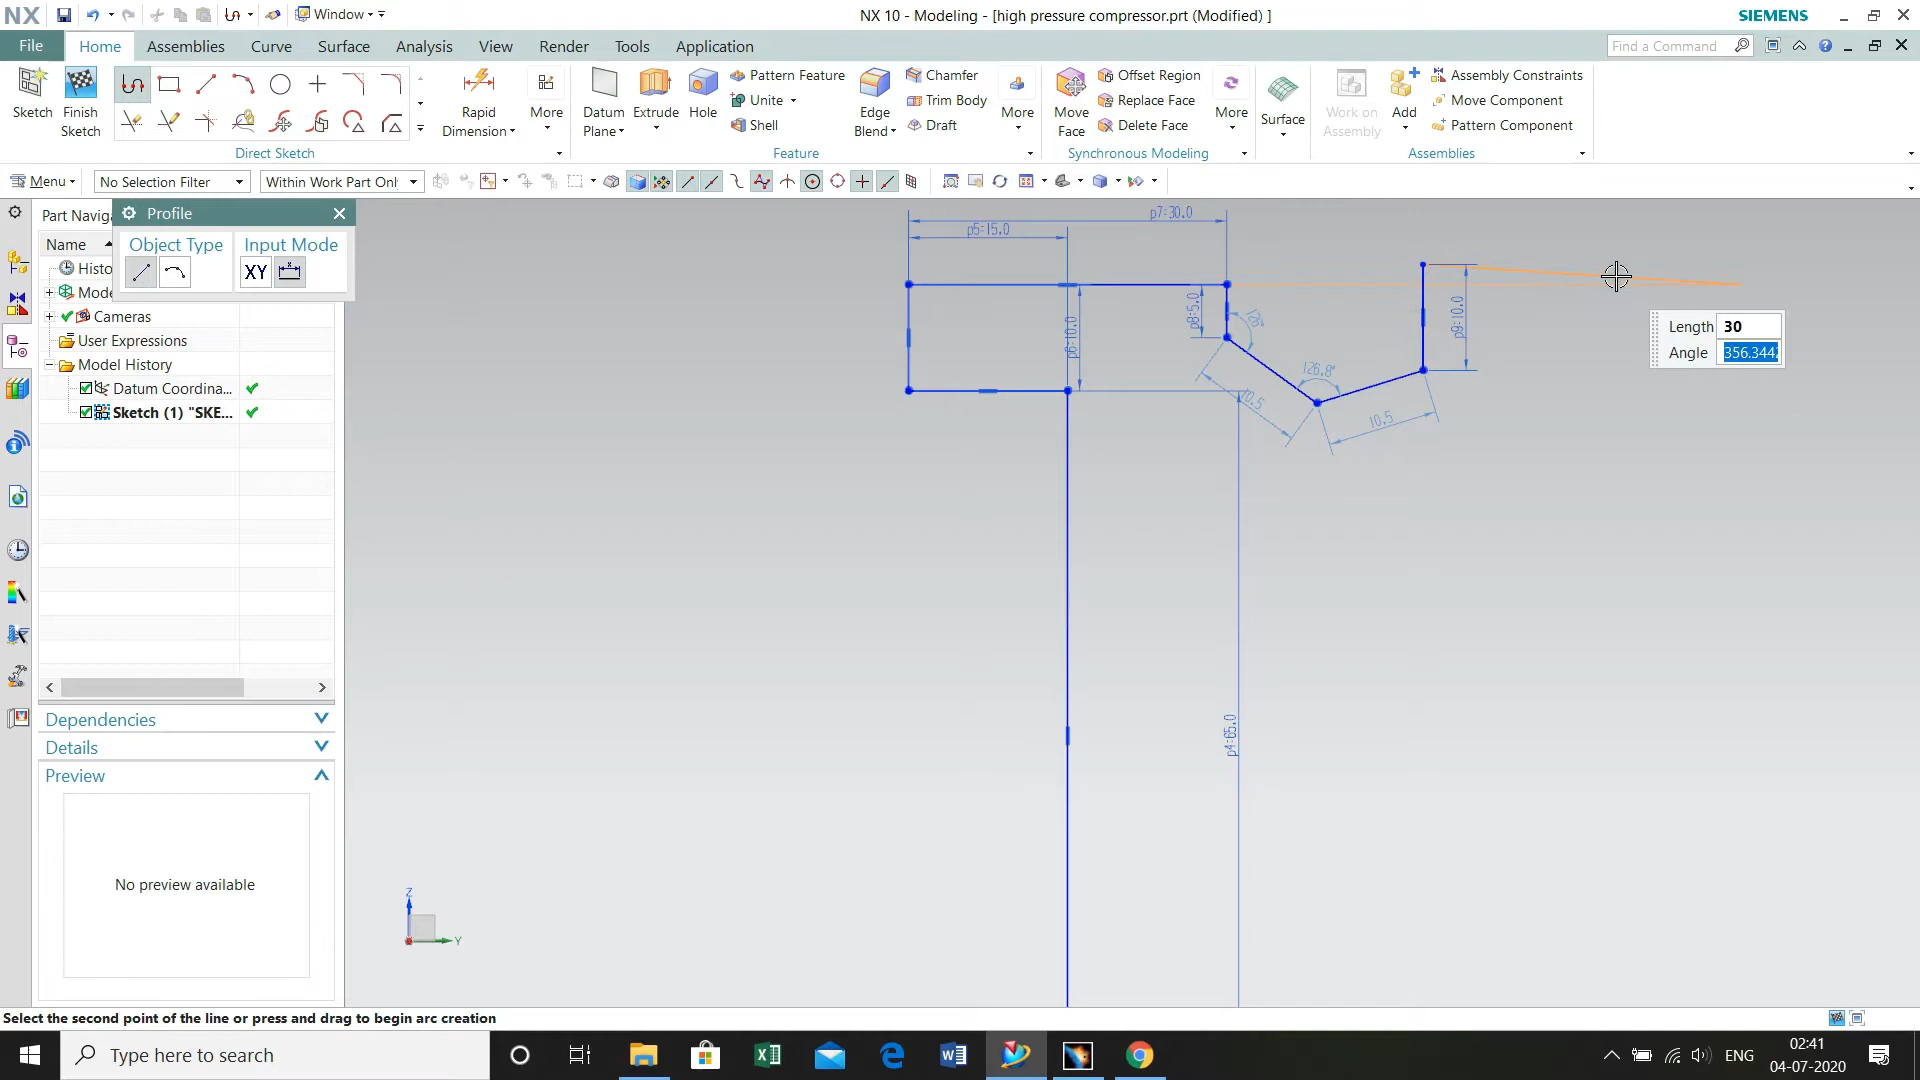 NX
Window
NX 10 - Modeling - [high pressure compressor.prt (Modified) ]
SIEMENS
File
Home
Assemblies
Curve
Surface
Analysis
View
Render
Tools
Application
Find a Command
Sketch
Finish Sketch
Rapid Dimension
More
Datum Plane
Extrude
Hole
Pattern Feature
Unite
Shell
Edge Blend
Chamfer
Trim Body
Draft
More
Move Face
Offset Region
Replace Face
Delete Face
More
Surface
Work on Assembly
Add
Assembly Constraints
Move Component
Pattern Component
Direct Sketch
Feature
Synchronous Modeling
Assemblies
Menu
No Selection Filter
Within Work Part Onl
Part Navig
Profile
Object Type
Input Mode
XY
Name
Histo
Mode
Cameras
User Expressions
Model History
Datum Coordina...
Sketch (1) "SKE...
Dependencies
Details
Preview
No preview available
p7:30.0
p5:15.0
p6:10.0
p8:5.0
126.8°
10.5
p9:10.0
p4:65.0
Length 30
Angle 356.344
Z
Y
Select the second point of the line or press and drag to begin arc creation
Type here to search
ENG
02:41
04-07-2020